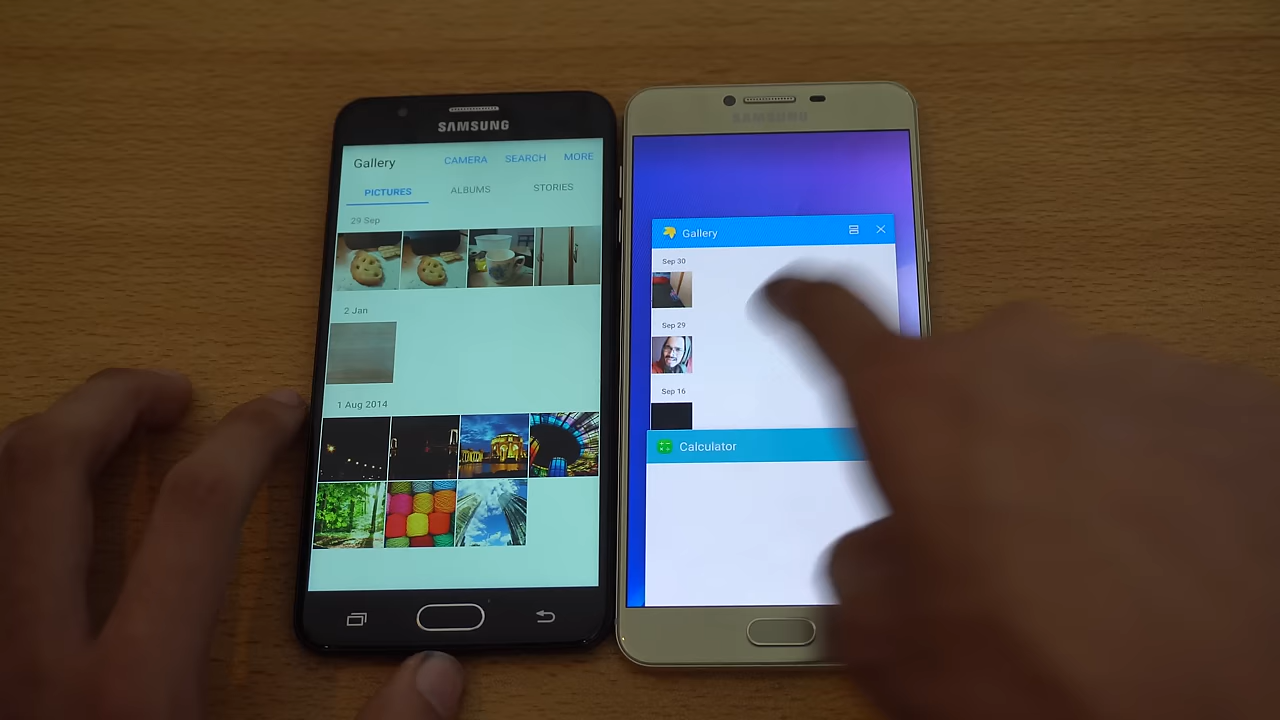 SAMSUNG
Gallery CAMERA SEARCH MORE
PICTURES ALBUMS STORIES
29 Sep
2 Jan
1 Aug 2014
SAMSUNG
Gallery
Sep 30
Sep 29
Sep 16
Calculator